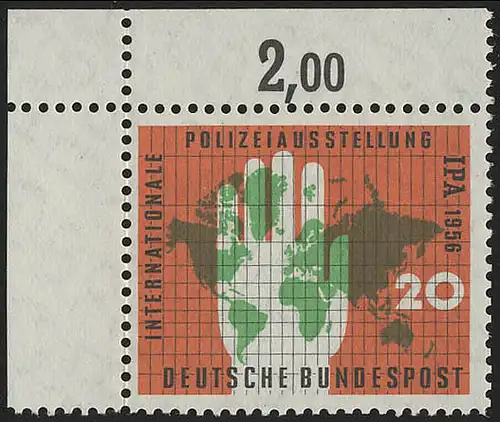 2,00
POLIZEIAUSSTELLUNG
INTERNATIONALE
IPA 1956
20
DEUTSCHE BUNDESPOST